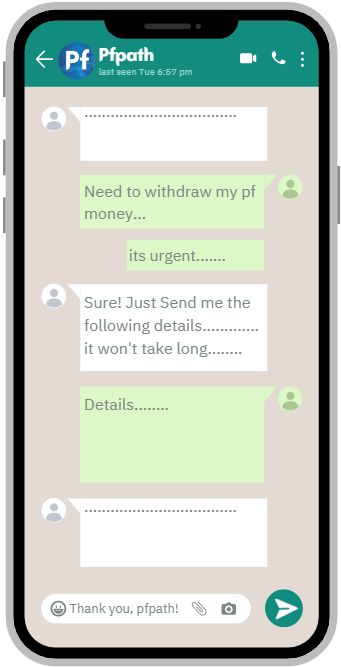 Pf Pfpath
last seen Tue 6:57 pm
..................................
Need to withdraw my pf
money...
its urgent.......
Sure! Just Send me the
following details.............
it won't take long........
Details........
..................................
Thank you, pfpath!